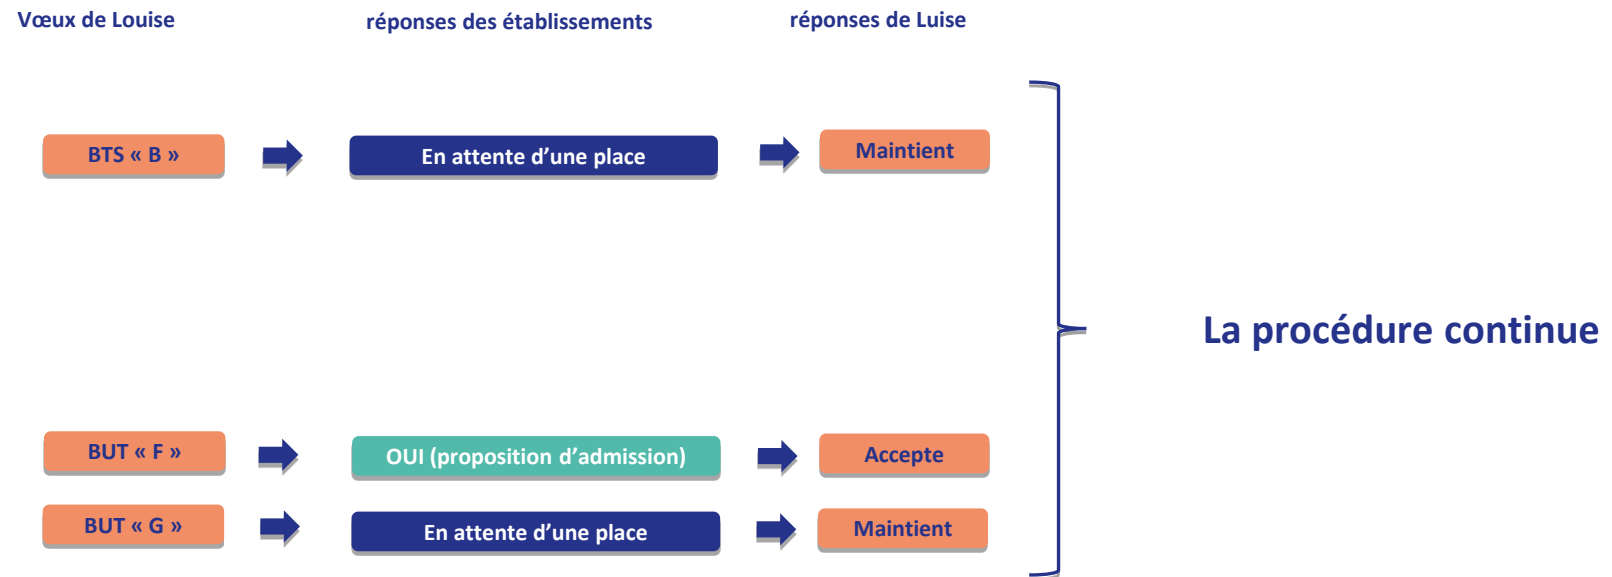 Vœux de Louise
réponses des établissements
réponses de Luise
BTS « B »
En attente d’une place
Maintient
La procédure continue
BUT « F »
OUI (proposition d’admission)
Accepte
BUT « G »
En attente d’une place
Maintient